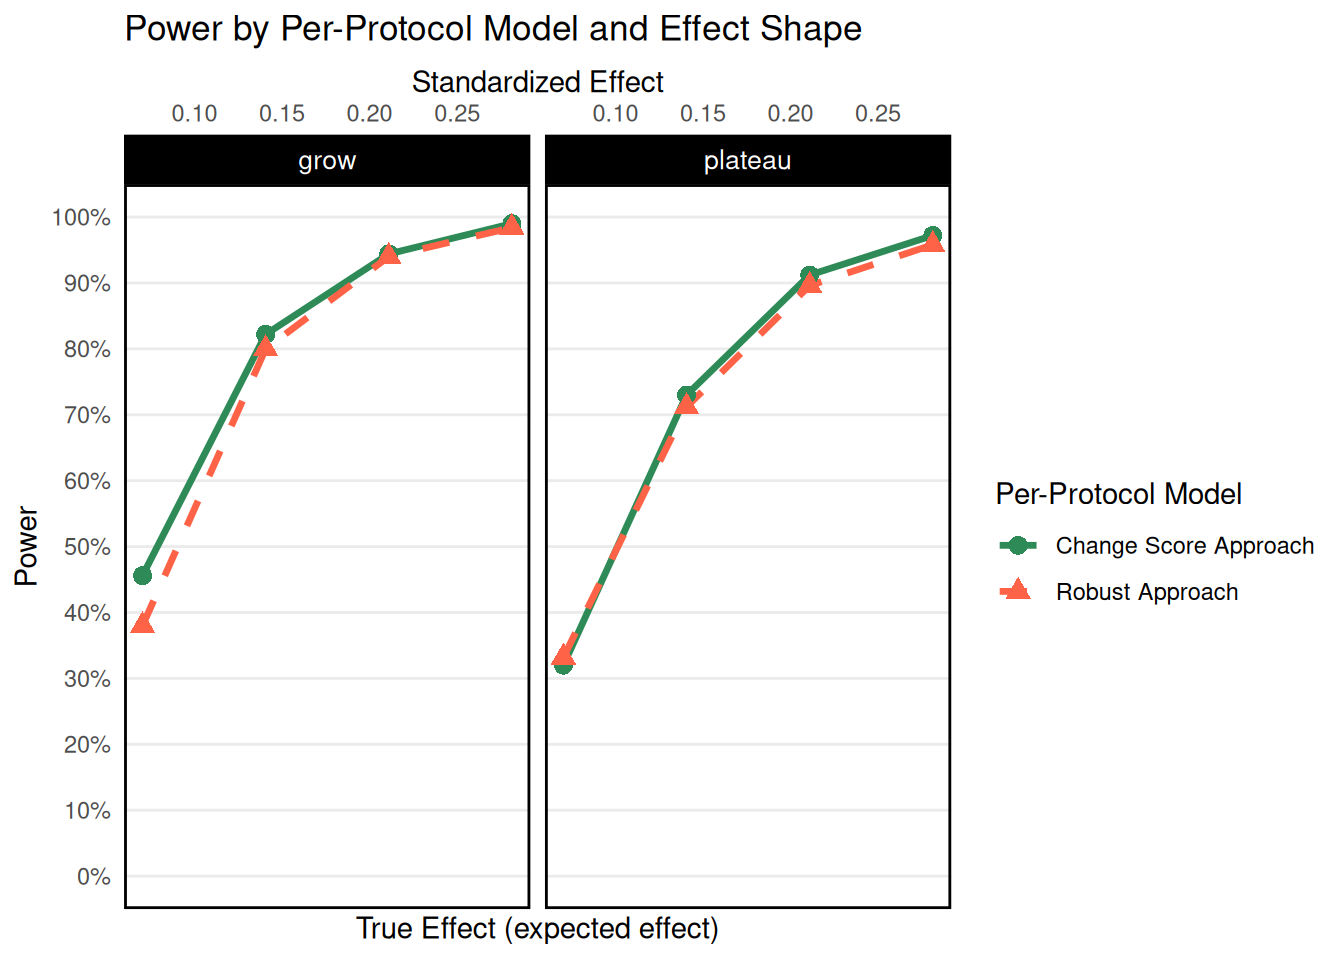 Power by Per-Protocol Model and Effect Shape
Standardized Effect
0.10 0.15 0.20 0.25 0.10 0.15 0.20 0.25
grow plateau
100%
90%
80%
70%
60%
50%
40%
30%
20%
10%
0%
Power
True Effect (expected effect)
Per-Protocol Model
Change Score Approach
Robust Approach